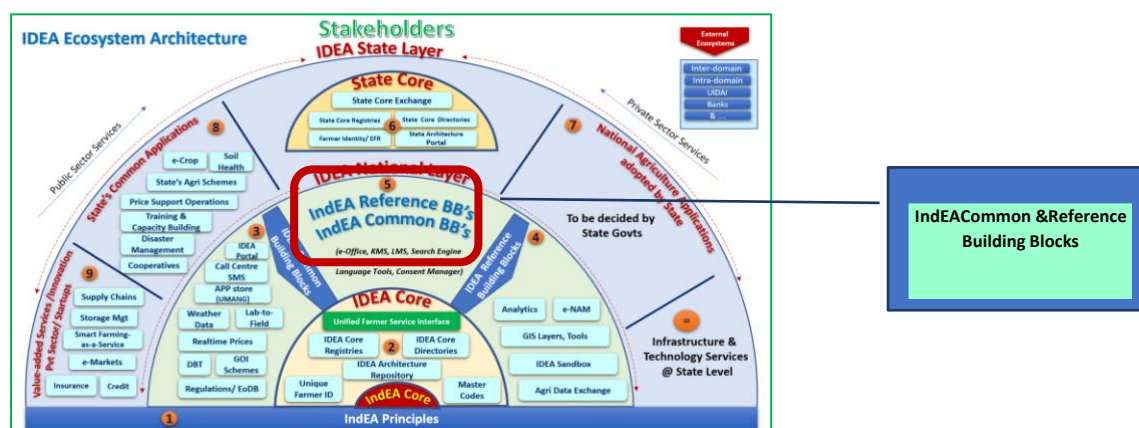 IDEA Ecosystem Architecture
Stakeholders
IDEA State Layer
External
Ecosystems
Inter-domain
Intra-domain
UIDAI
Banks
& ...
Public Sector Services
Private Sector Services
State Core
State Core Exchange
State Core Registries
State Core Directories
6
Farmer Identity/ EFR
State Architecture
Portal
8
State's Common Applications
e-Crop
Soil
Health
State's Agri Schemes
Price Support Operations
Training &
Capacity Building
Disaster
Management
Cooperatives
7
National Agriculture Applications
adopted by State
To be decided by
State Govts
IDEA National Layer
5
IndEA Reference BB's
IndEA Common BB's
(e-Office, KMS, LMS, Search Engine
Language Tools, Consent Manager)
IndEACommon &Reference
Building Blocks
9
Value-added Services /Innovation
Pvt Sector/ Startups
Supply Chains
Storage Mgt
Smart Farming-
as-a-Service
e-Markets
Insurance
Credit
3
IDEA Common
Building Blocks
IDEA
Portal
Call Centre
SMS
APP store
(UMANG)
Weather
Data
Lab-to-
Field
Realtime Prices
DBT
GOI
Schemes
Regulations/ EoDB
4
IDEA Reference
Building Blocks
Analytics
e-NAM
GIS Layers, Tools
IDEA Sandbox
Agri Data Exchange
Infrastructure &
Technology Services
@ State Level
IDEA Core
Unified Farmer Service Interface
IDEA Core
Registries
2
IDEA Core
Directories
IDEA Architecture
Repository
Unique
Farmer ID
Master
Codes
IndEA Core
1
IndEA Principles